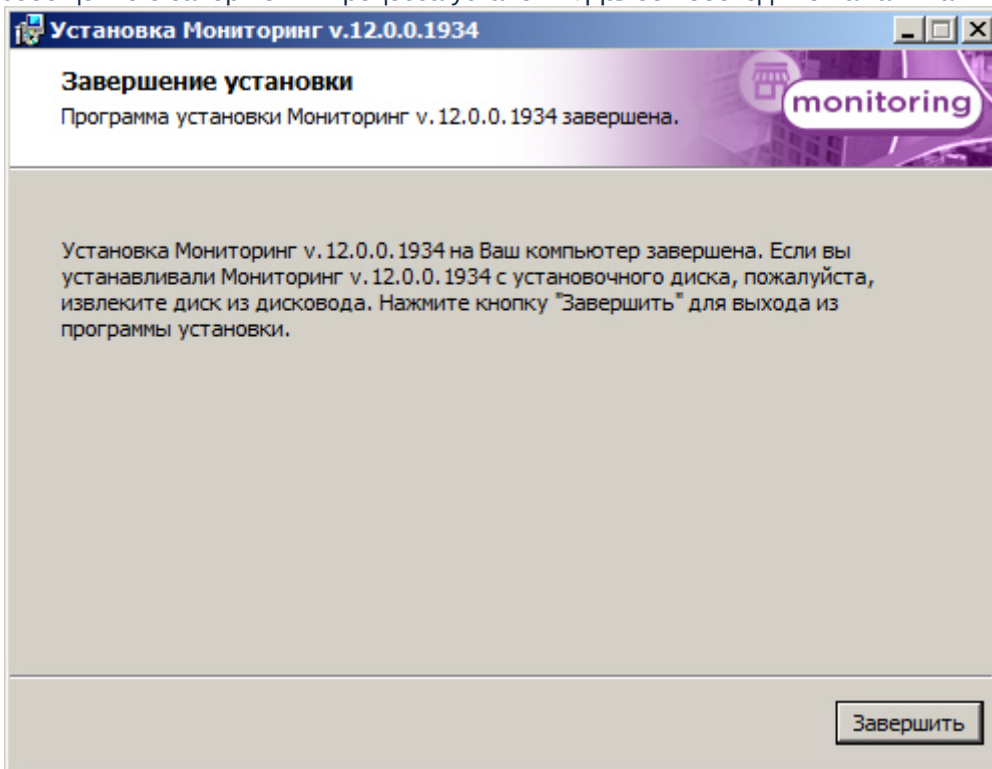 Установка Мониторинг v.12.0.0.1934
Завершение установки
Программа установки Мониторинг v.12.0.0.1934 завершена.
monitoring
Установка Мониторинг v.12.0.0.1934 на Ваш компьютер завершена. Если вы
устанавливали Мониторинг v.12.0.0.1934 с установочного диска, пожалуйста,
извлеките диск из дисковода. Нажмите кнопку "Завершить" для выхода из
программы установки.
Завершить